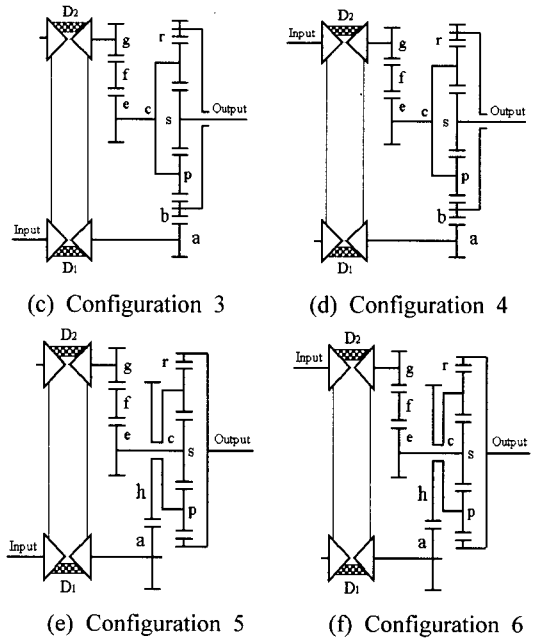 D2
g
f
e
c
s
r
p
b
a
Output
Input
D1
(c) Configuration 3
Input
D2
g
f
e
c
s
r
p
b
a
Output
D1
(d) Configuration 4
D2
g
f
e
c
s
r
p
h
a
Output
Input
D1
(e) Configuration 5
Input
D2
g
f
e
c
s
r
p
h
a
Output
D1
(f) Configuration 6